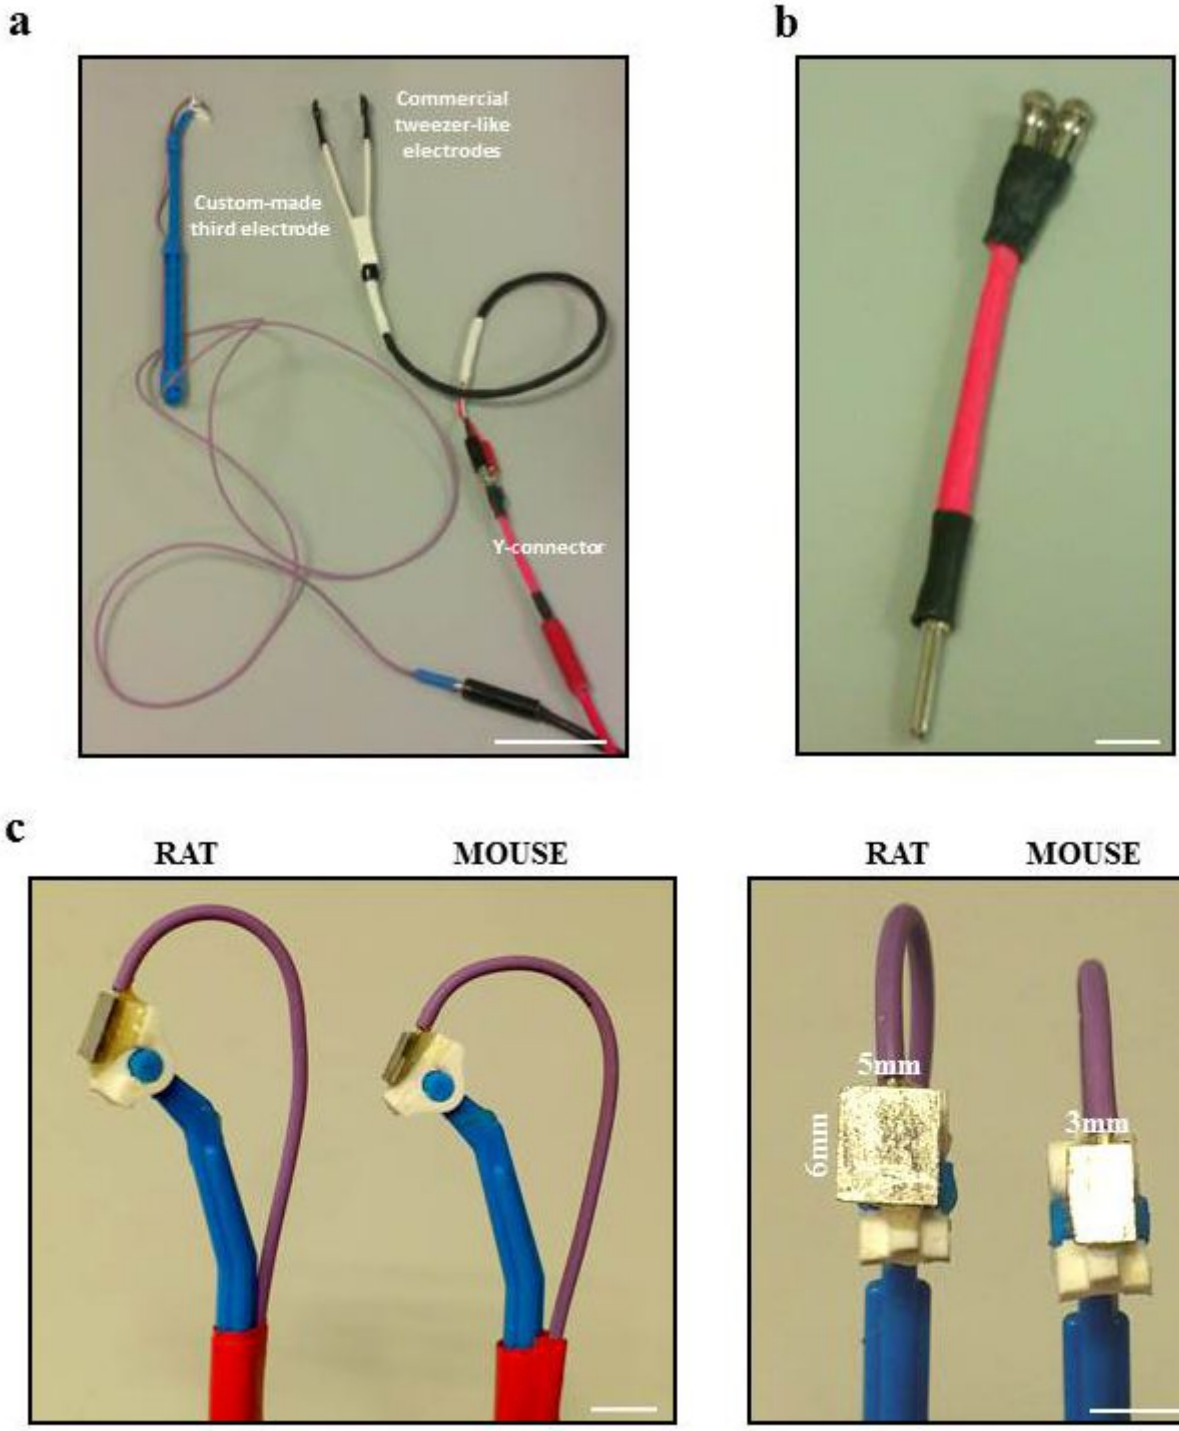 a
b
Commercial
tweezer-like
electrodes
Custom-made
third electrode
Y-connector
c
RAT
MOUSE
RAT
MOUSE
5mm
6mm
3mm